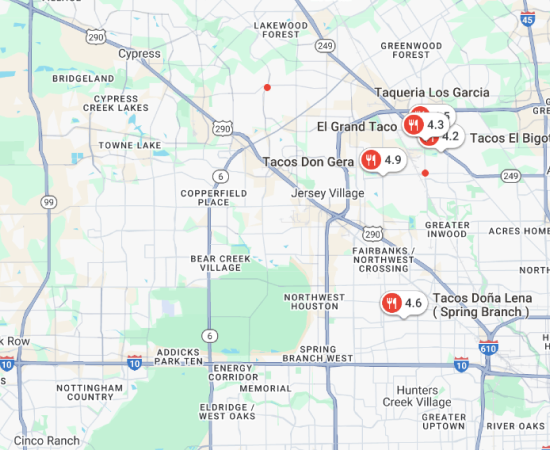 VILLAGE
LAKEWOOD
FOREST
45
290
Cypress
249
GREENWOOD
FOREST
BRIDGELAND
Taqueria Los Garcia
CYPRESS
CREEK LAKES
290
El Grand Taco
4.3
4.2
Tacos El Bigot
TOWNE LAKE
Tacos Don Gera
4.9
6
249
COPPERFIELD
PLACE
Jersey Village
99
GREATER
INWOOD
ACRES HOME
290
FAIRBANKS /
NORTHWEST
CROSSING
BEAR CREEK
VILLAGE
NORT
NORTHWEST
HOUSTON
4.6
Tacos Doña Lena
( Spring Branch )
6
k Row
610
ADDICKS
PARK TEN
SPRING
BRANCH WEST
10
10
10
10
ENERGY
CORRIDOR
NOTTINGHAM
COUNTRY
MEMORIAL
Hunters
Creek Village
ELDRIDGE /
WEST OAKS
GREATER
UPTOWN
RIVER OAKS
Cinco Ranch